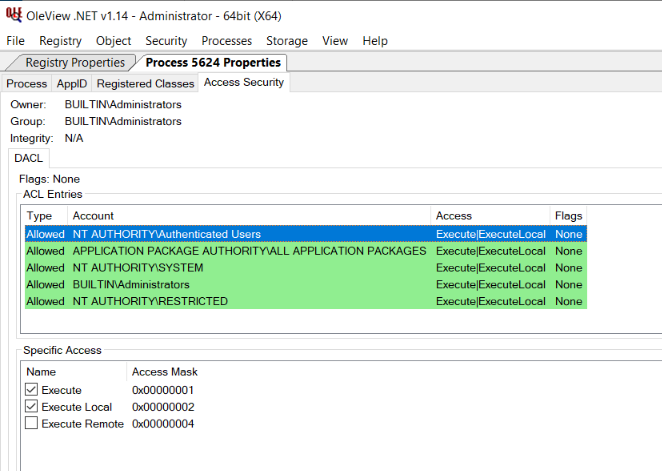 OleView .NET v1.14 - Administrator - 64bit (X64)
File Registry Object Security Processes Storage View Help
Registry Properties Process 5624 Properties
Process AppID Registered Classes Access Security
Owner: BUILTIN\Administrators
Group: BUILTIN\Administrators
Integrity: N/A
DACL
Flags: None
ACL Entries
Type Account Access Flags
Allowed NT AUTHORITY\Authenticated Users Execute|ExecuteLocal None
Allowed APPLICATION PACKAGE AUTHORITY\ALL APPLICATION PACKAGES Execute|ExecuteLocal None
Allowed NT AUTHORITY\SYSTEM Execute|ExecuteLocal None
Allowed BUILTIN\Administrators Execute|ExecuteLocal None
Allowed NT AUTHORITY\RESTRICTED Execute|ExecuteLocal None
Specific Access
Name Access Mask
Execute 0x00000001
Execute Local 0x00000002
Execute Remote 0x00000004